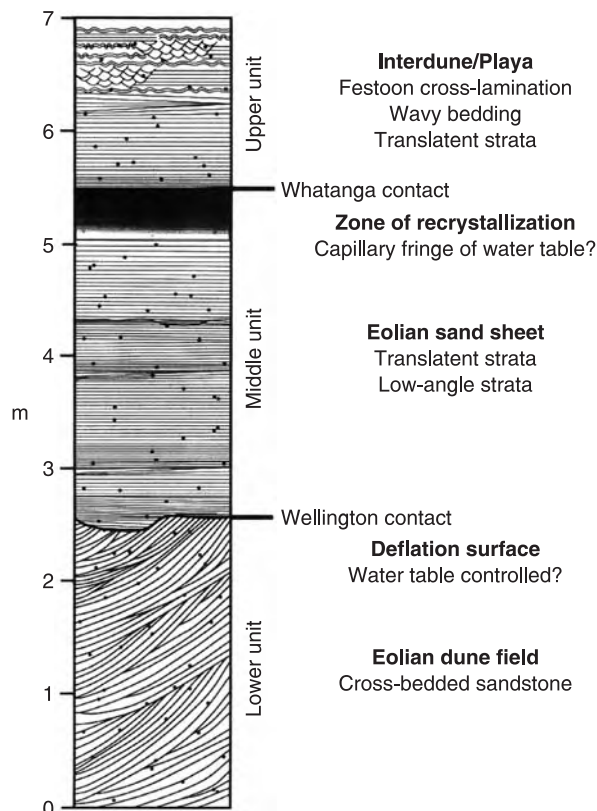 7
6
5
4
3
2
1
0
m
Upper unit
Middle unit
Lower unit
Interdune/Playa
Festoon cross-lamination
Wavy bedding
Translatent strata
Whatanga contact
Zone of recrystallization
Capillary fringe of water table?
Eolian sand sheet
Translatent strata
Low-angle strata
Wellington contact
Deflation surface
Water table controlled?
Eolian dune field
Cross-bedded sandstone